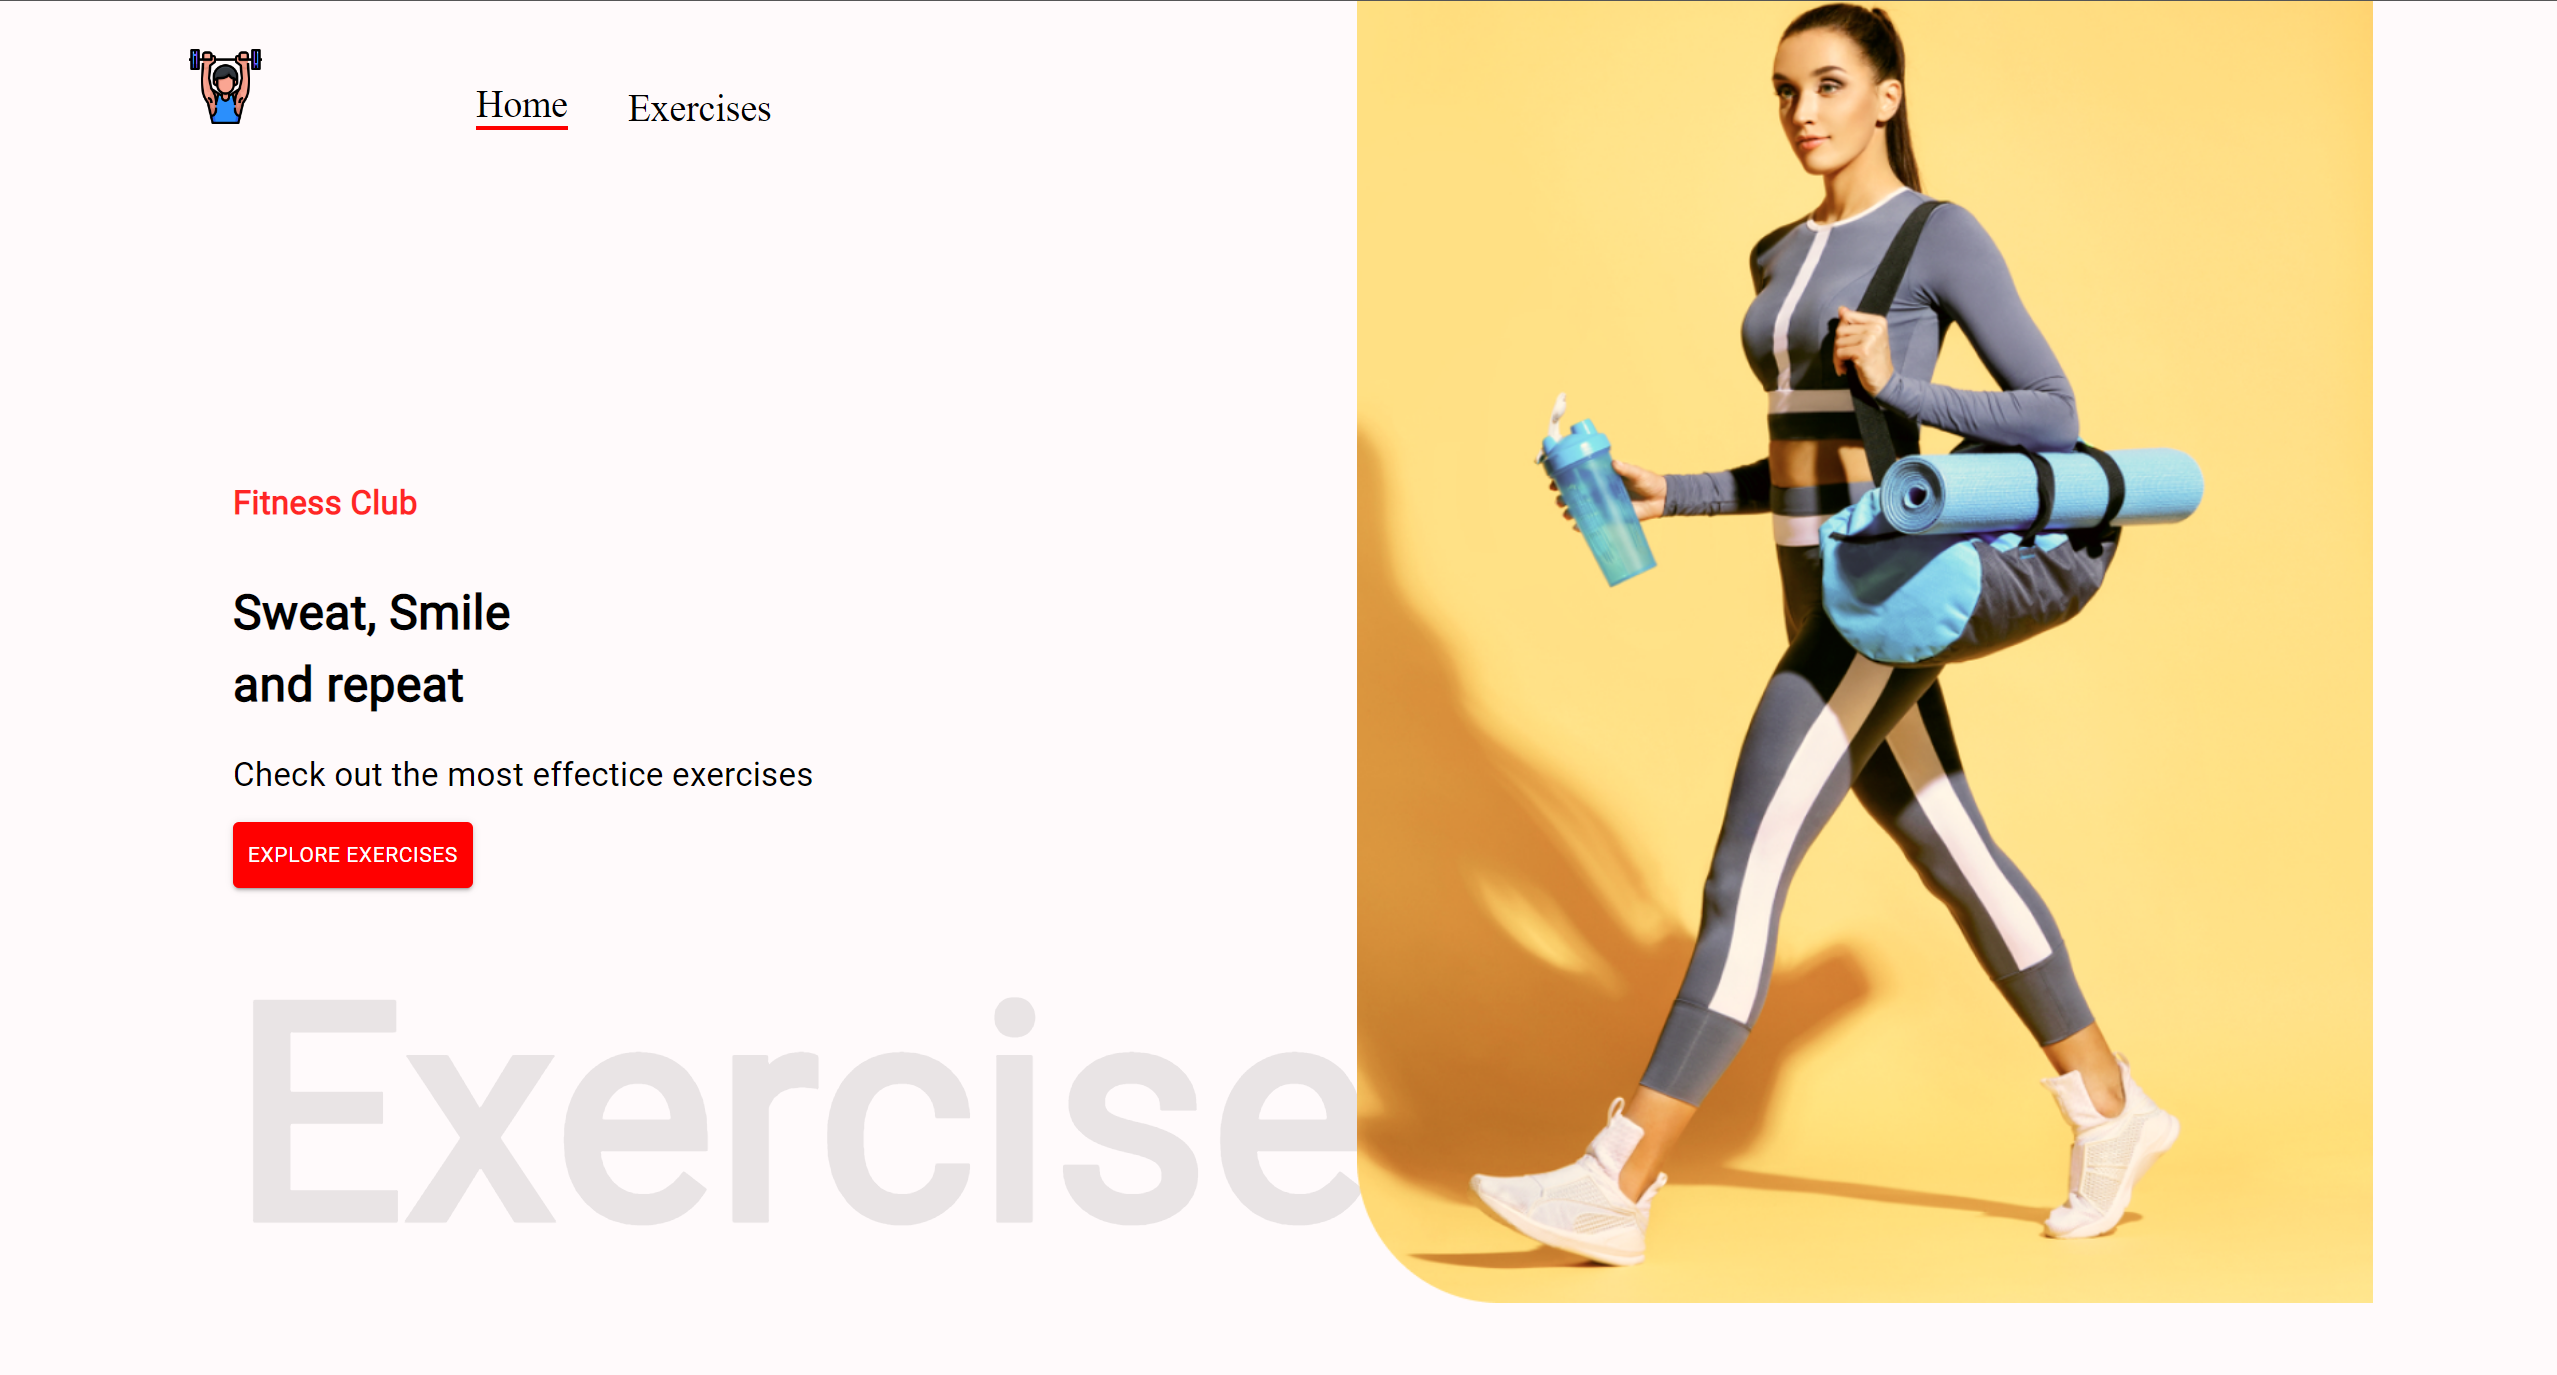 Home Exercises
Fitness Club
Sweat, Smile
and repeat
Check out the most effectice exercises
EXPLORE EXERCISES
Exercise